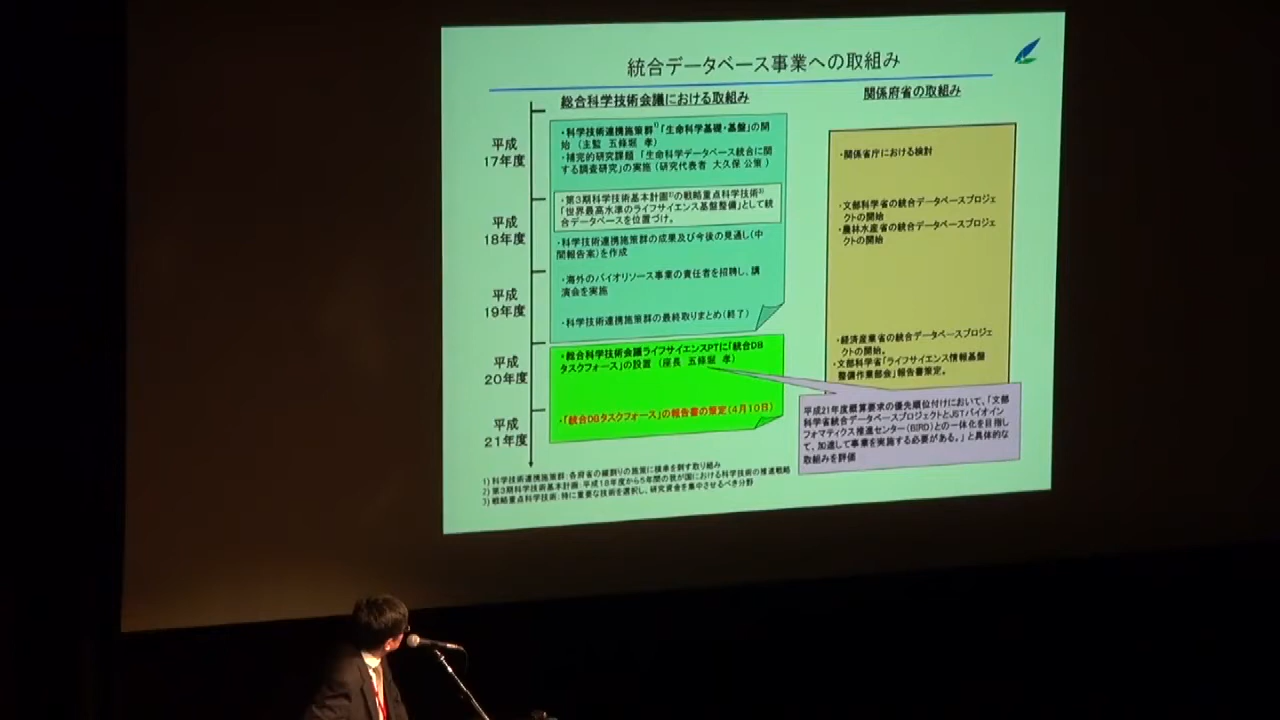 統合データベース事業への取組み
総合科学技術会議における取組み
関係府省の取組み
平成
17年度
・科学技術連携施策群1)「生命科学基礎・基盤」の開
始 (主監 五條堀 孝)
・補完的研究課題 「生命科学データベース統合に関
する調査研究」の実施 (研究代表者 大久保 公策 )
・関係省庁における検討
平成
18年度
・第3期科学技術基本計画2)の戦略重点科学技術3)
「世界最高水準のライフサイエンス基盤整備」として統
合データベースを位置づけ。
・科学技術連携施策群の成果及び今後の見通し(中
間報告案)を作成
・文部科学省の統合データベースプロジェ
クトの開始
・農林水産省の統合データベースプロジェ
クトの開始
平成
19年度
・海外のバイオリソース事業の責任者を招聘し、講
演会を実施
・科学技術連携施策群の最終取りまとめ(終了)
平成
20年度
・総合科学技術会議ライフサイエンスPTに「統合DB
タスクフォース」の設置 (座長 五條堀 孝)
・経済産業省の統合データベースプロジェ
クトの開始。
・文部科学省「ライフサイエンス情報基盤
整備作業部会」報告書策定。
平成
21年度
・「統合DBタスクフォース」の報告書の策定(4月10日)
平成21年度概算要求の優先順位付けにおいて、「文部
科学省統合データベースプロジェクトとJSTバイオイン
フォマティクス推進センター(BIRD)との一体化を目指し
て、加速して事業を実施する必要がある。」と具体的な
取組みを評価
1) 科学技術連携施策群:各府省の縦割りの施策に横串を刺す取り組み
2) 第3期科学技術基本計画:平成18年度から5年間の我が国における科学技術の推進戦略
3) 戦略重点科学技術:特に重要な技術を選択し、研究資金を集中させるべき分野